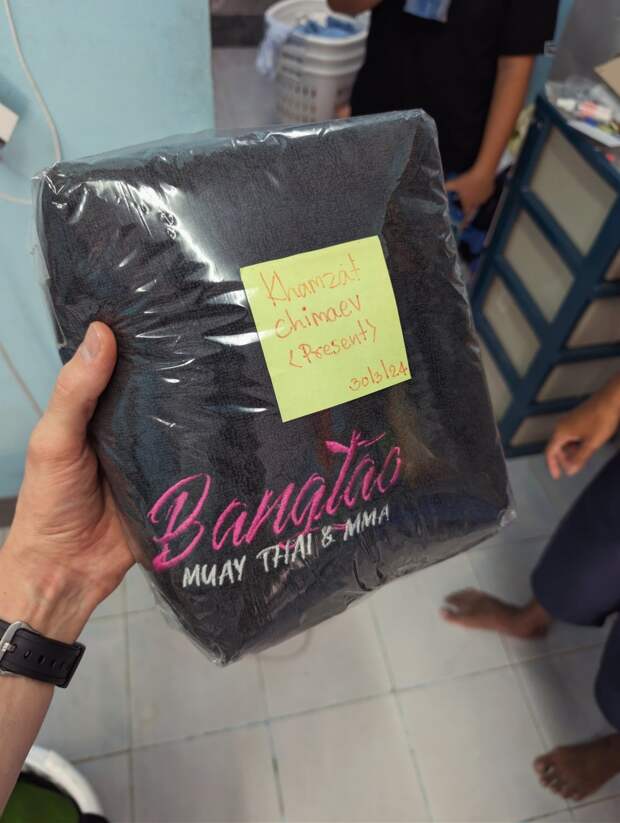 Khamzat
chimaev
<Present>
30/3/24
Bangtao
MUAY THAI & MMA